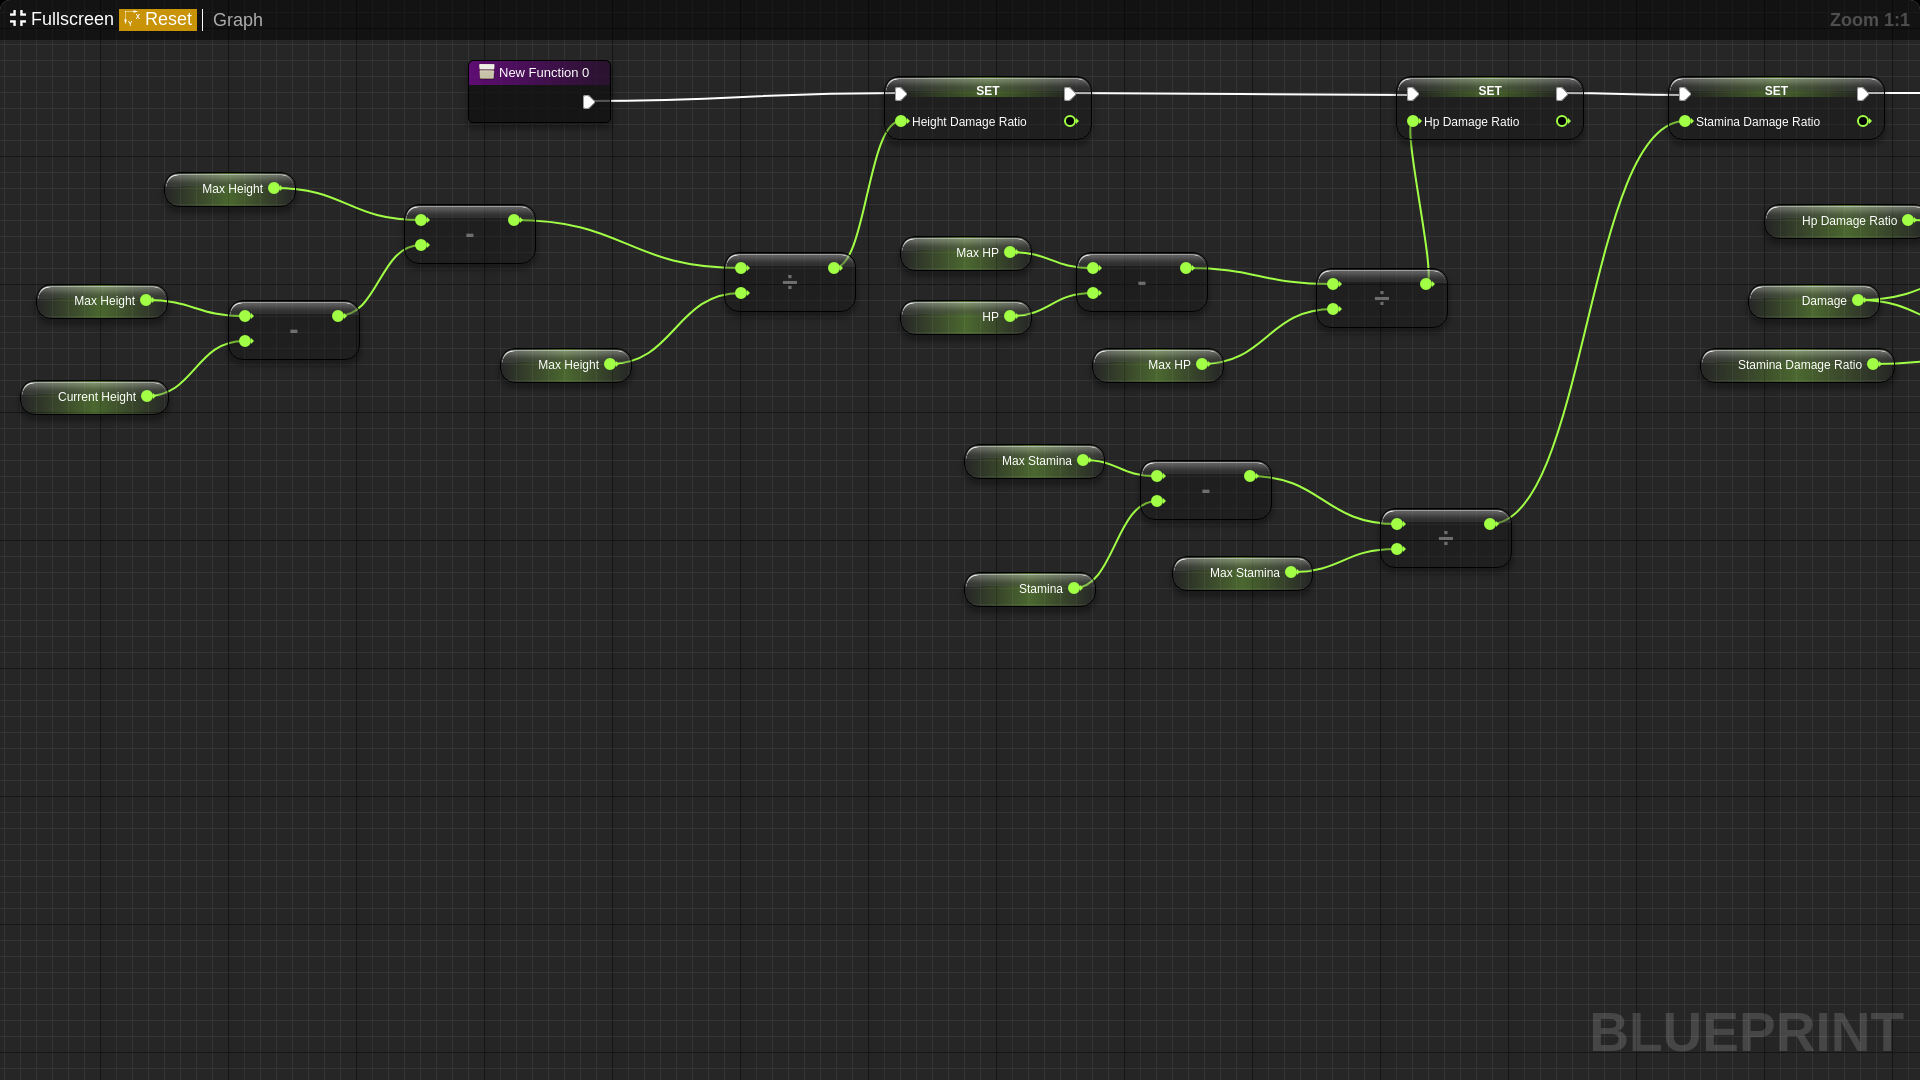 Fullscreen Reset Graph Zoom 1:1
New Function 0
SET
Height Damage Ratio
SET
Hp Damage Ratio
SET
Stamina Damage Ratio
Max Height
-
Max Height
-
Current Height
÷
Max Height
Max HP
HP
-
÷
Max HP
Hp Damage Ratio
Damage
Stamina Damage Ratio
Max Stamina
-
÷
Stamina
Max Stamina
BLUEPRINT